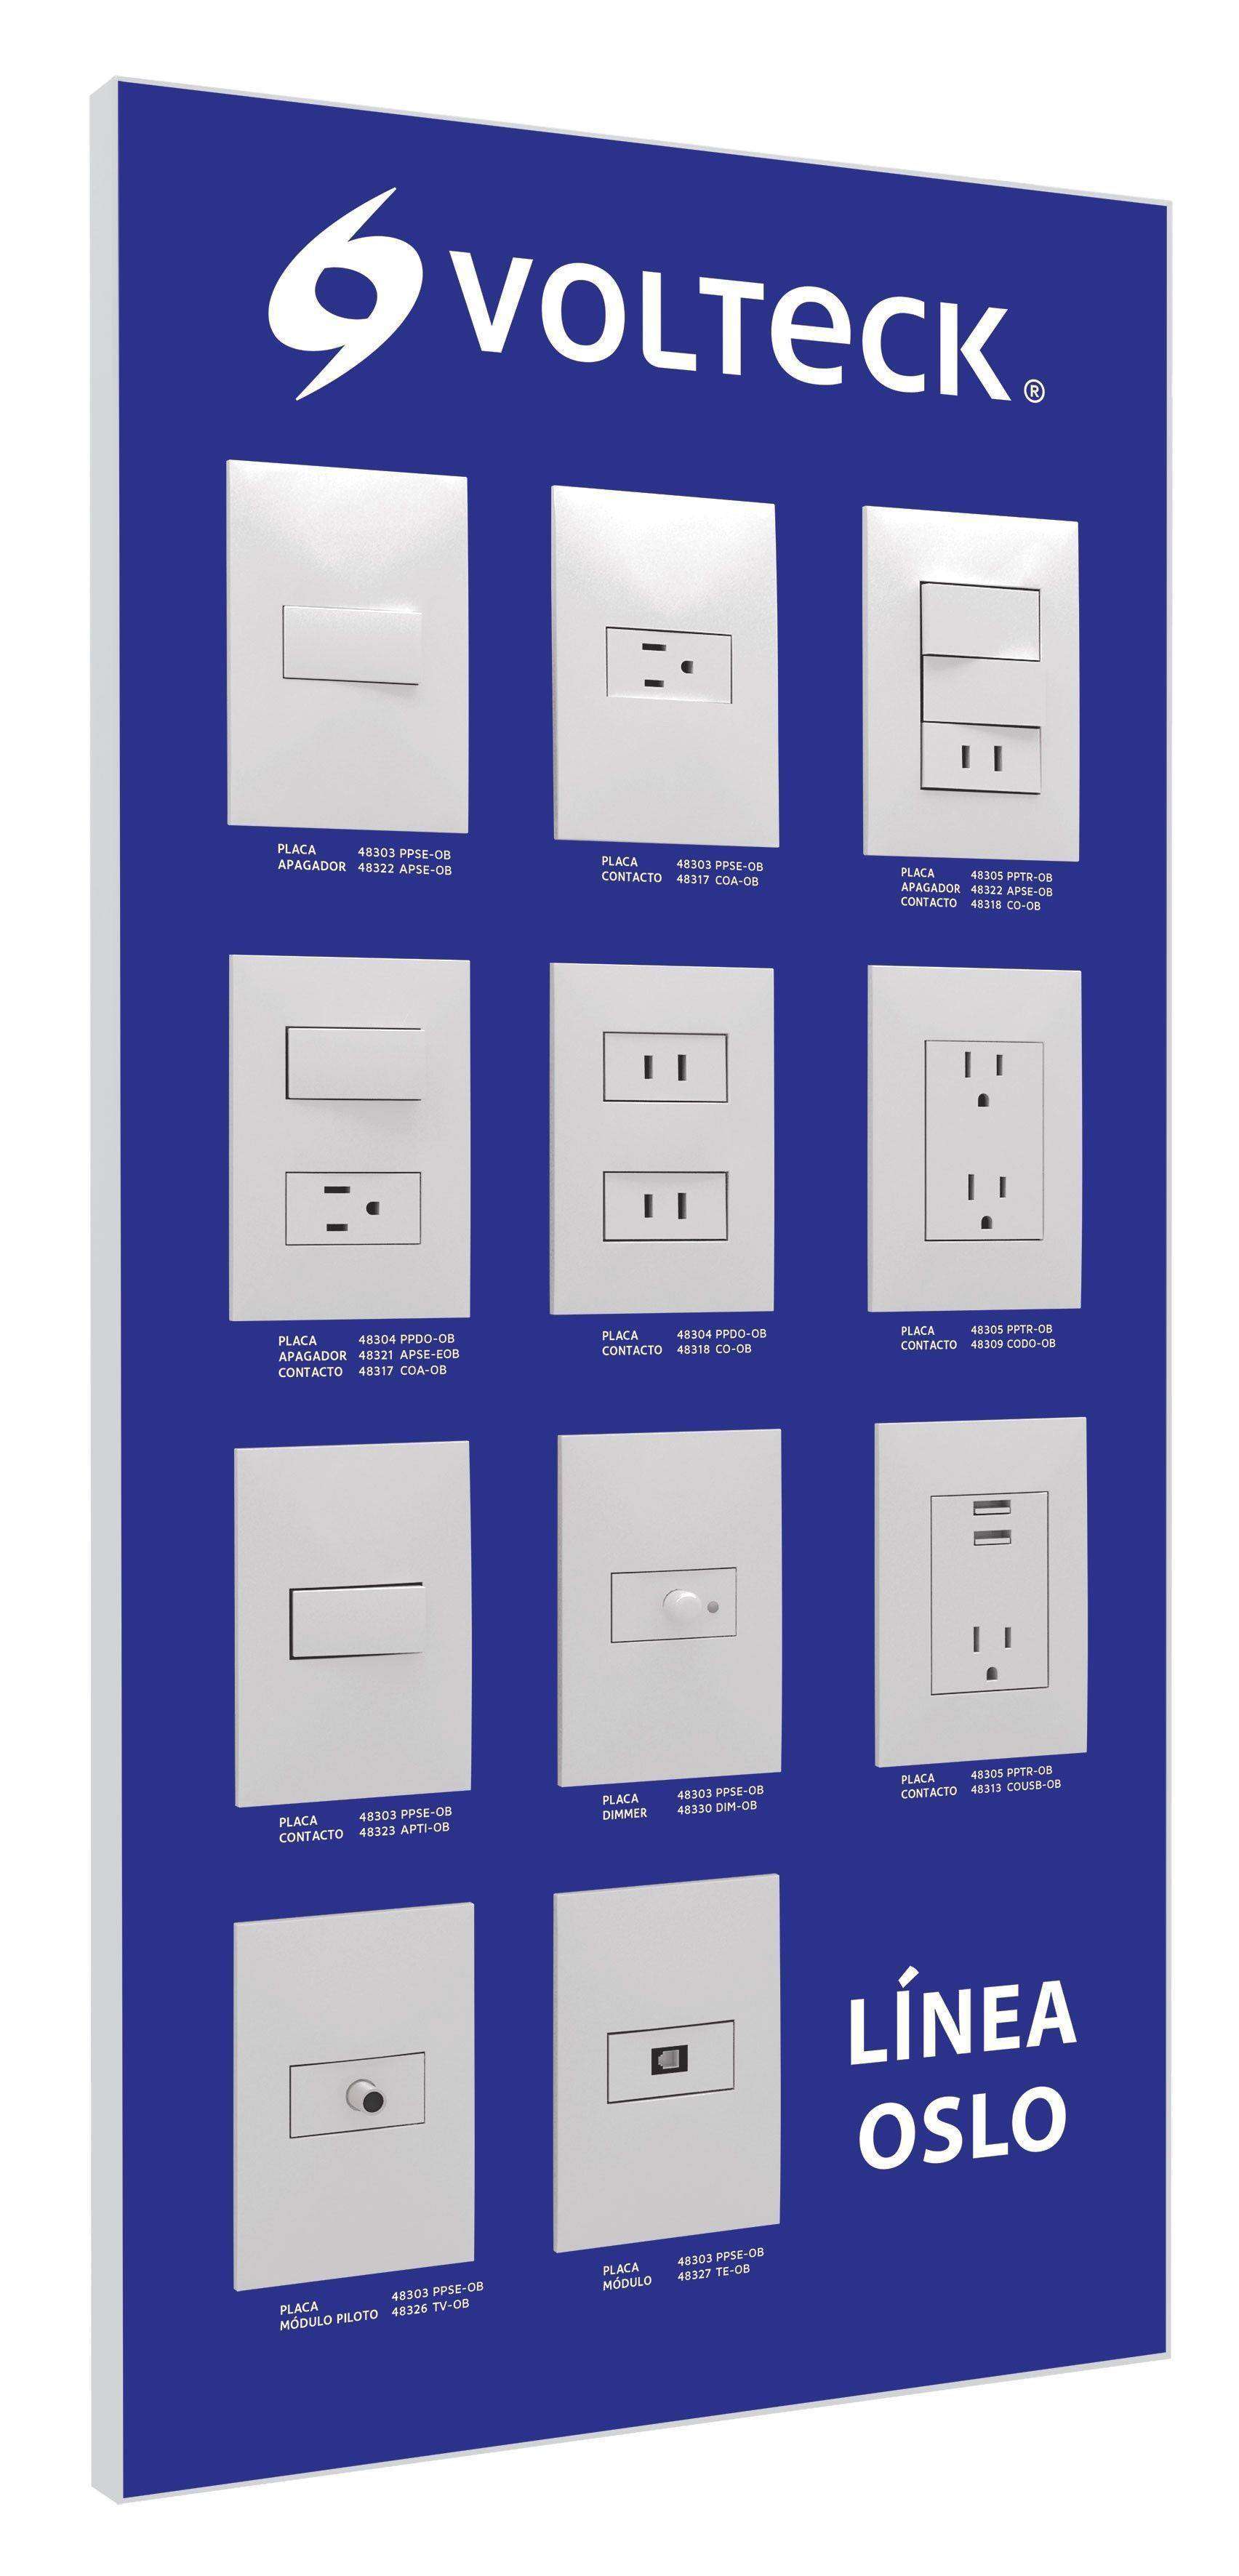 VOLTECK®
PLACA 48303 PPSE-OB
APAGADOR 48322 APSE-OB
PLACA 48303 PPSE-OB
CONTACTO 48317 COA-OB
PLACA 48305 PPTR-OB
APAGADOR 48322 APSE-OB
CONTACTO 48318 CO-OB
PLACA 48304 PPDO-OB
APAGADOR 48321 APSE-EOB
CONTACTO 48317 COA-OB
PLACA 48304 PPDO-OB
CONTACTO 48318 CO-OB
PLACA 48305 PPTR-OB
CONTACTO 48309 CODO-OB
PLACA 48303 PPSE-OB
CONTACTO 48323 APTI-OB
PLACA 48303 PPSE-OB
DIMMER 48330 DIM-OB
PLACA 48305 PPTR-OB
CONTACTO 48313 COUSB-OB
PLACA 48303 PPSE-OB
MÓDULO PILOTO 48326 TV-OB
PLACA 48303 PPSE-OB
MÓDULO 48327 TE-OB
LÍNEA
OSLO